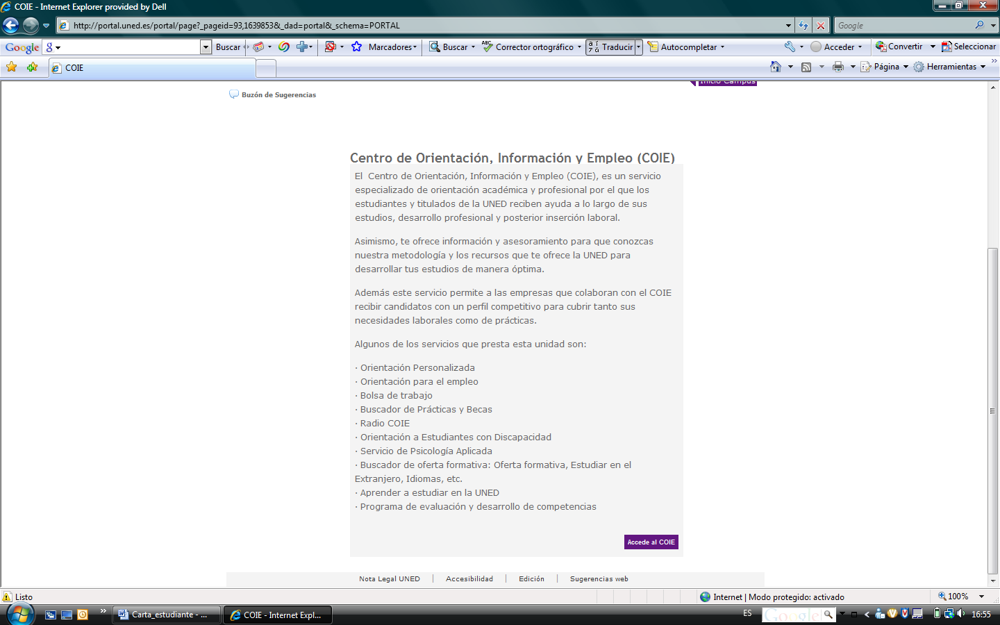 COIE - Internet Explorer provided by Dell
http://portal.uned.es/portal/page?_pageid=93,1639853&_dad=portal&_schema=PORTAL
Google
Google
Buscar
Marcadores
Buscar
ABC
Corrector ortográfico
Traducir
Autocompletar
Acceder
Convertir
Seleccionar
COIE
Página
Herramientas
Inicio Campus
Buzón de Sugerencias
Centro de Orientación, Información y Empleo (COIE)
El Centro de Orientación, Información y Empleo (COIE), es un servicio
especializado de orientación académica y profesional por el que los
estudiantes y titulados de la UNED reciben ayuda a lo largo de sus
estudios, desarrollo profesional y posterior inserción laboral.
Asimismo, te ofrece información y asesoramiento para que conozcas
nuestra metodología y los recursos que te ofrece la UNED para
desarrollar tus estudios de manera óptima.
Además este servicio permite a las empresas que colaboran con el COIE
recibir candidatos con un perfil competitivo para cubrir tanto sus
necesidades laborales como de prácticas.
Algunos de los servicios que presta esta unidad son:
· Orientación Personalizada
· Orientación para el empleo
· Bolsa de trabajo
· Buscador de Prácticas y Becas
· Radio COIE
· Orientación a Estudiantes con Discapacidad
· Servicio de Psicología Aplicada
· Buscador de oferta formativa: Oferta formativa, Estudiar en el
Extranjero, Idiomas, etc.
· Aprender a estudiar en la UNED
· Programa de evaluación y desarrollo de competencias
Accede al COIE
Nota Legal UNED | Accesibilidad | Edición | Sugerencias web
Listo
Internet | Modo protegido: activado
100%
Carta_estudiante - ...
COIE - Internet Expl...
ES
Google
16:55